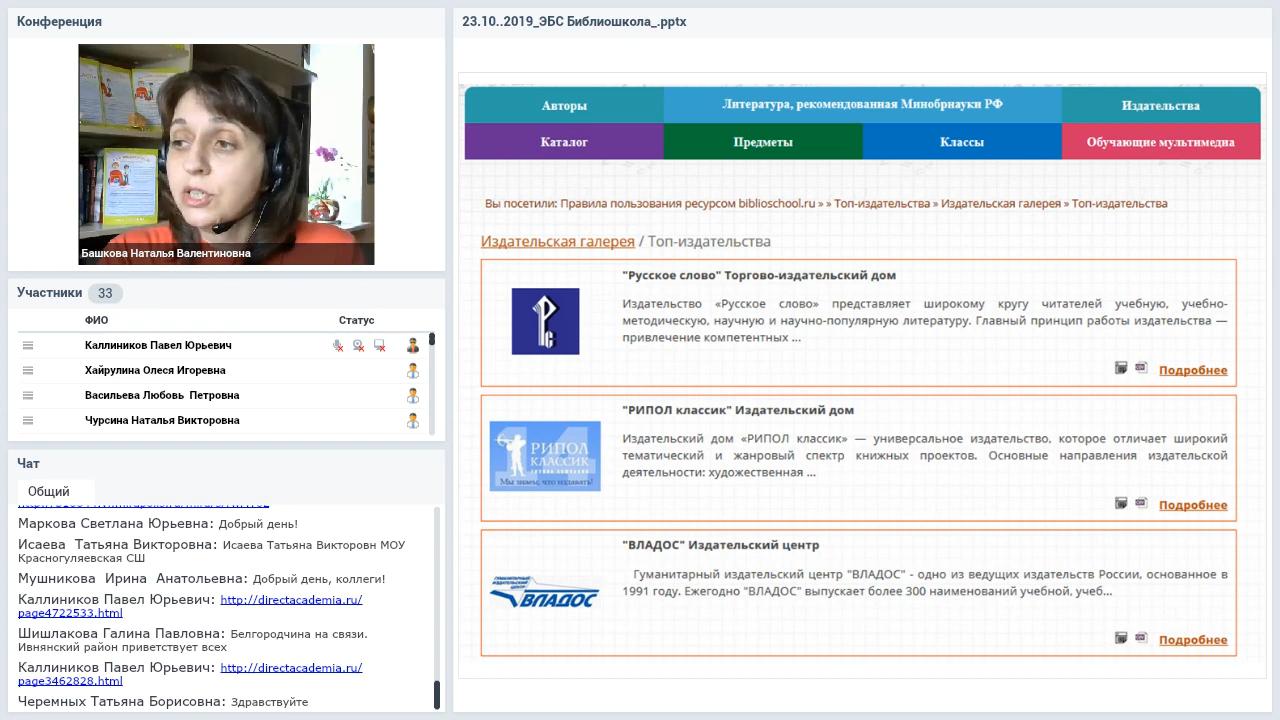 Конференция
Башкова Наталья Валентиновна
Участники 33
ФИО Статус
Каллиников Павел Юрьевич
Хайрулина Олеся Игоревна
Васильева Любовь Петровна
Чурсина Наталья Викторовна
Чат
Общий
Маркова Светлана Юрьевна: Добрый день!
Исаева Татьяна Викторовна: Исаева Татьяна Викторовн МОУ
Красногуляевская СШ
Мушникова Ирина Анатольевна: Добрый день, коллеги!
Каллиников Павел Юрьевич: http://directacademia.ru/
page4722533.html
Шишлакова Галина Павловна: Белгородчина на связи.
Ивнянский район приветствует всех
Каллиников Павел Юрьевич: http://directacademia.ru/
page3462828.html
Черемных Татьяна Борисовна: Здравствуйте
23.10..2019_ЭБС Библиошкола_.pptx
Авторы Литература, рекомендованная Минобрнауки РФ Издательства
Каталог Предметы Классы Обучающие мультимедиа
Вы посетили: Правила пользования ресурсом biblioschool.ru » » Топ-издательства » Издательская галерея » Топ-издательства
Издательская галерея / Топ-издательства
"Русское слово" Торгово-издательский дом
Издательство «Русское слово» представляет широкому кругу читателей учебную, учебно-
методическую, научную и научно-популярную литературу. Главный принцип работы издательства —
привлечение компетентных ...
Подробнее
"РИПОЛ классик" Издательский дом
РИПОЛ
КЛАССИК
Мы знаем, что издавать!
Издательский дом «РИПОЛ классик» — универсальное издательство, которое отличает широкий
тематический и жанровый спектр книжных проектов. Основные направления издательской
деятельности: художественная ...
Подробнее
"ВЛАДОС" Издательский центр
ГУМАНИТАРНЫЙ
ИЗДАТЕЛЬСКИЙ
ЦЕНТР
ВЛАДОС
Гуманитарный издательский центр "ВЛАДОС" - одно из ведущих издательств России, основанное в
1991 году. Ежегодно "ВЛАДОС" выпускает более 300 наименований учебной, учеб...
Подробнее